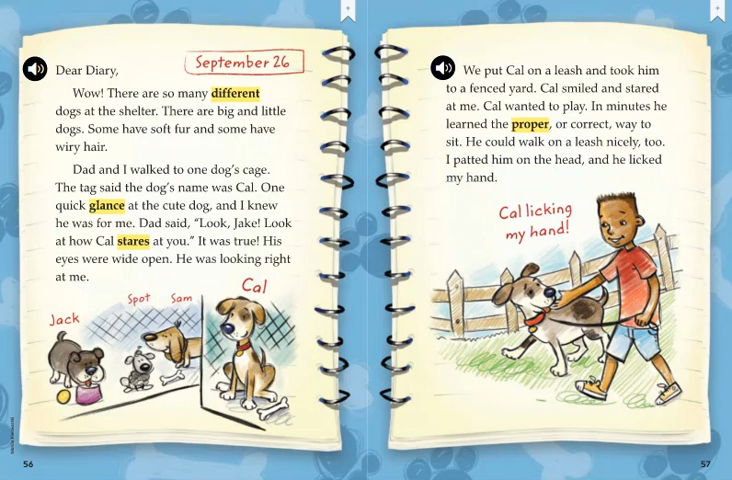 September 26
Dear Diary,
Wow! There are so many different
dogs at the shelter. There are big and little
dogs. Some have soft fur and some have
wiry hair.
Dad and I walked to one dog's cage.
The tag said the dog's name was Cal. One
quick glance at the cute dog, and I knew
he was for me. Dad said, "Look, Jake! Look
at how Cal stares at you." It was true! His
eyes were wide open. He was looking right
at me.
Jack
Spot
Sam
Cal
56
We put Cal on a leash and took him
to a fenced yard. Cal smiled and stared
at me. Cal wanted to play. In minutes he
learned the proper, or correct, way to
sit. He could walk on a leash nicely, too.
I patted him on the head, and he licked
my hand.
Cal licking
my hand!
57